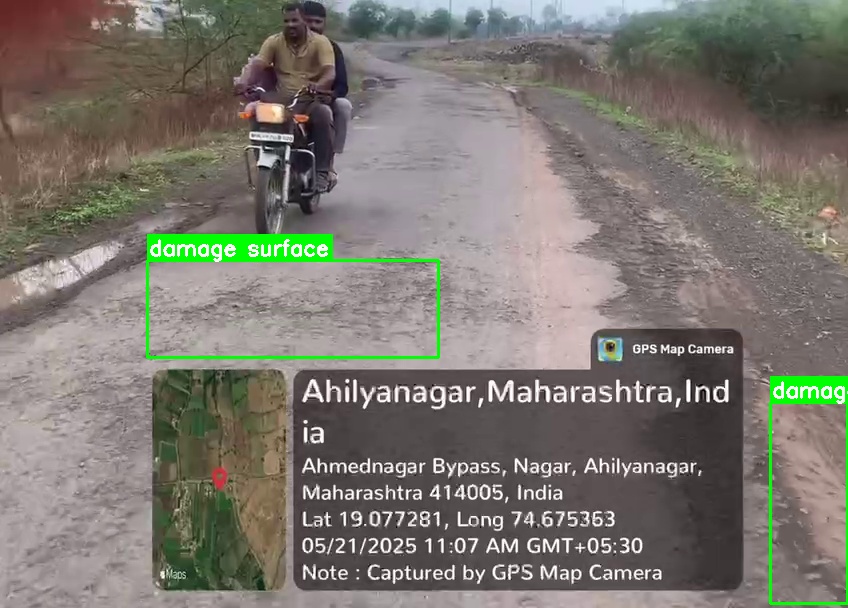 damage surface
GPS Map Camera
damag
Ahilyanagar,Maharashtra,Ind
ia
Ahmednagar Bypass, Nagar, Ahilyanagar,
Maharashtra 414005, India
Lat 19.077281, Long 74.675363
05/21/2025 11:07 AM GMT+05:30
Note : Captured by GPS Map Camera
Maps